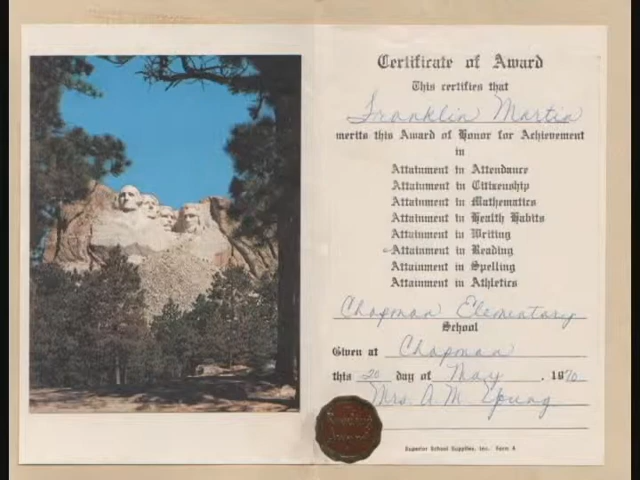 Certificate of Award
This certifies that
Franklin Martin
merits this Award of Honor for Achievement
in
Attainment in Attendance
Attainment in Citizenship
Attainment in Mathematics
Attainment in Health Habits
Attainment in Writing
Attainment in Reading
Attainment in Spelling
Attainment in Athletics
Chapman Elementary
School
Given at Chapman
this 20 day of May, 1970
Mrs. A. M. Young
Award
Superior School Supplies, Inc. Form A